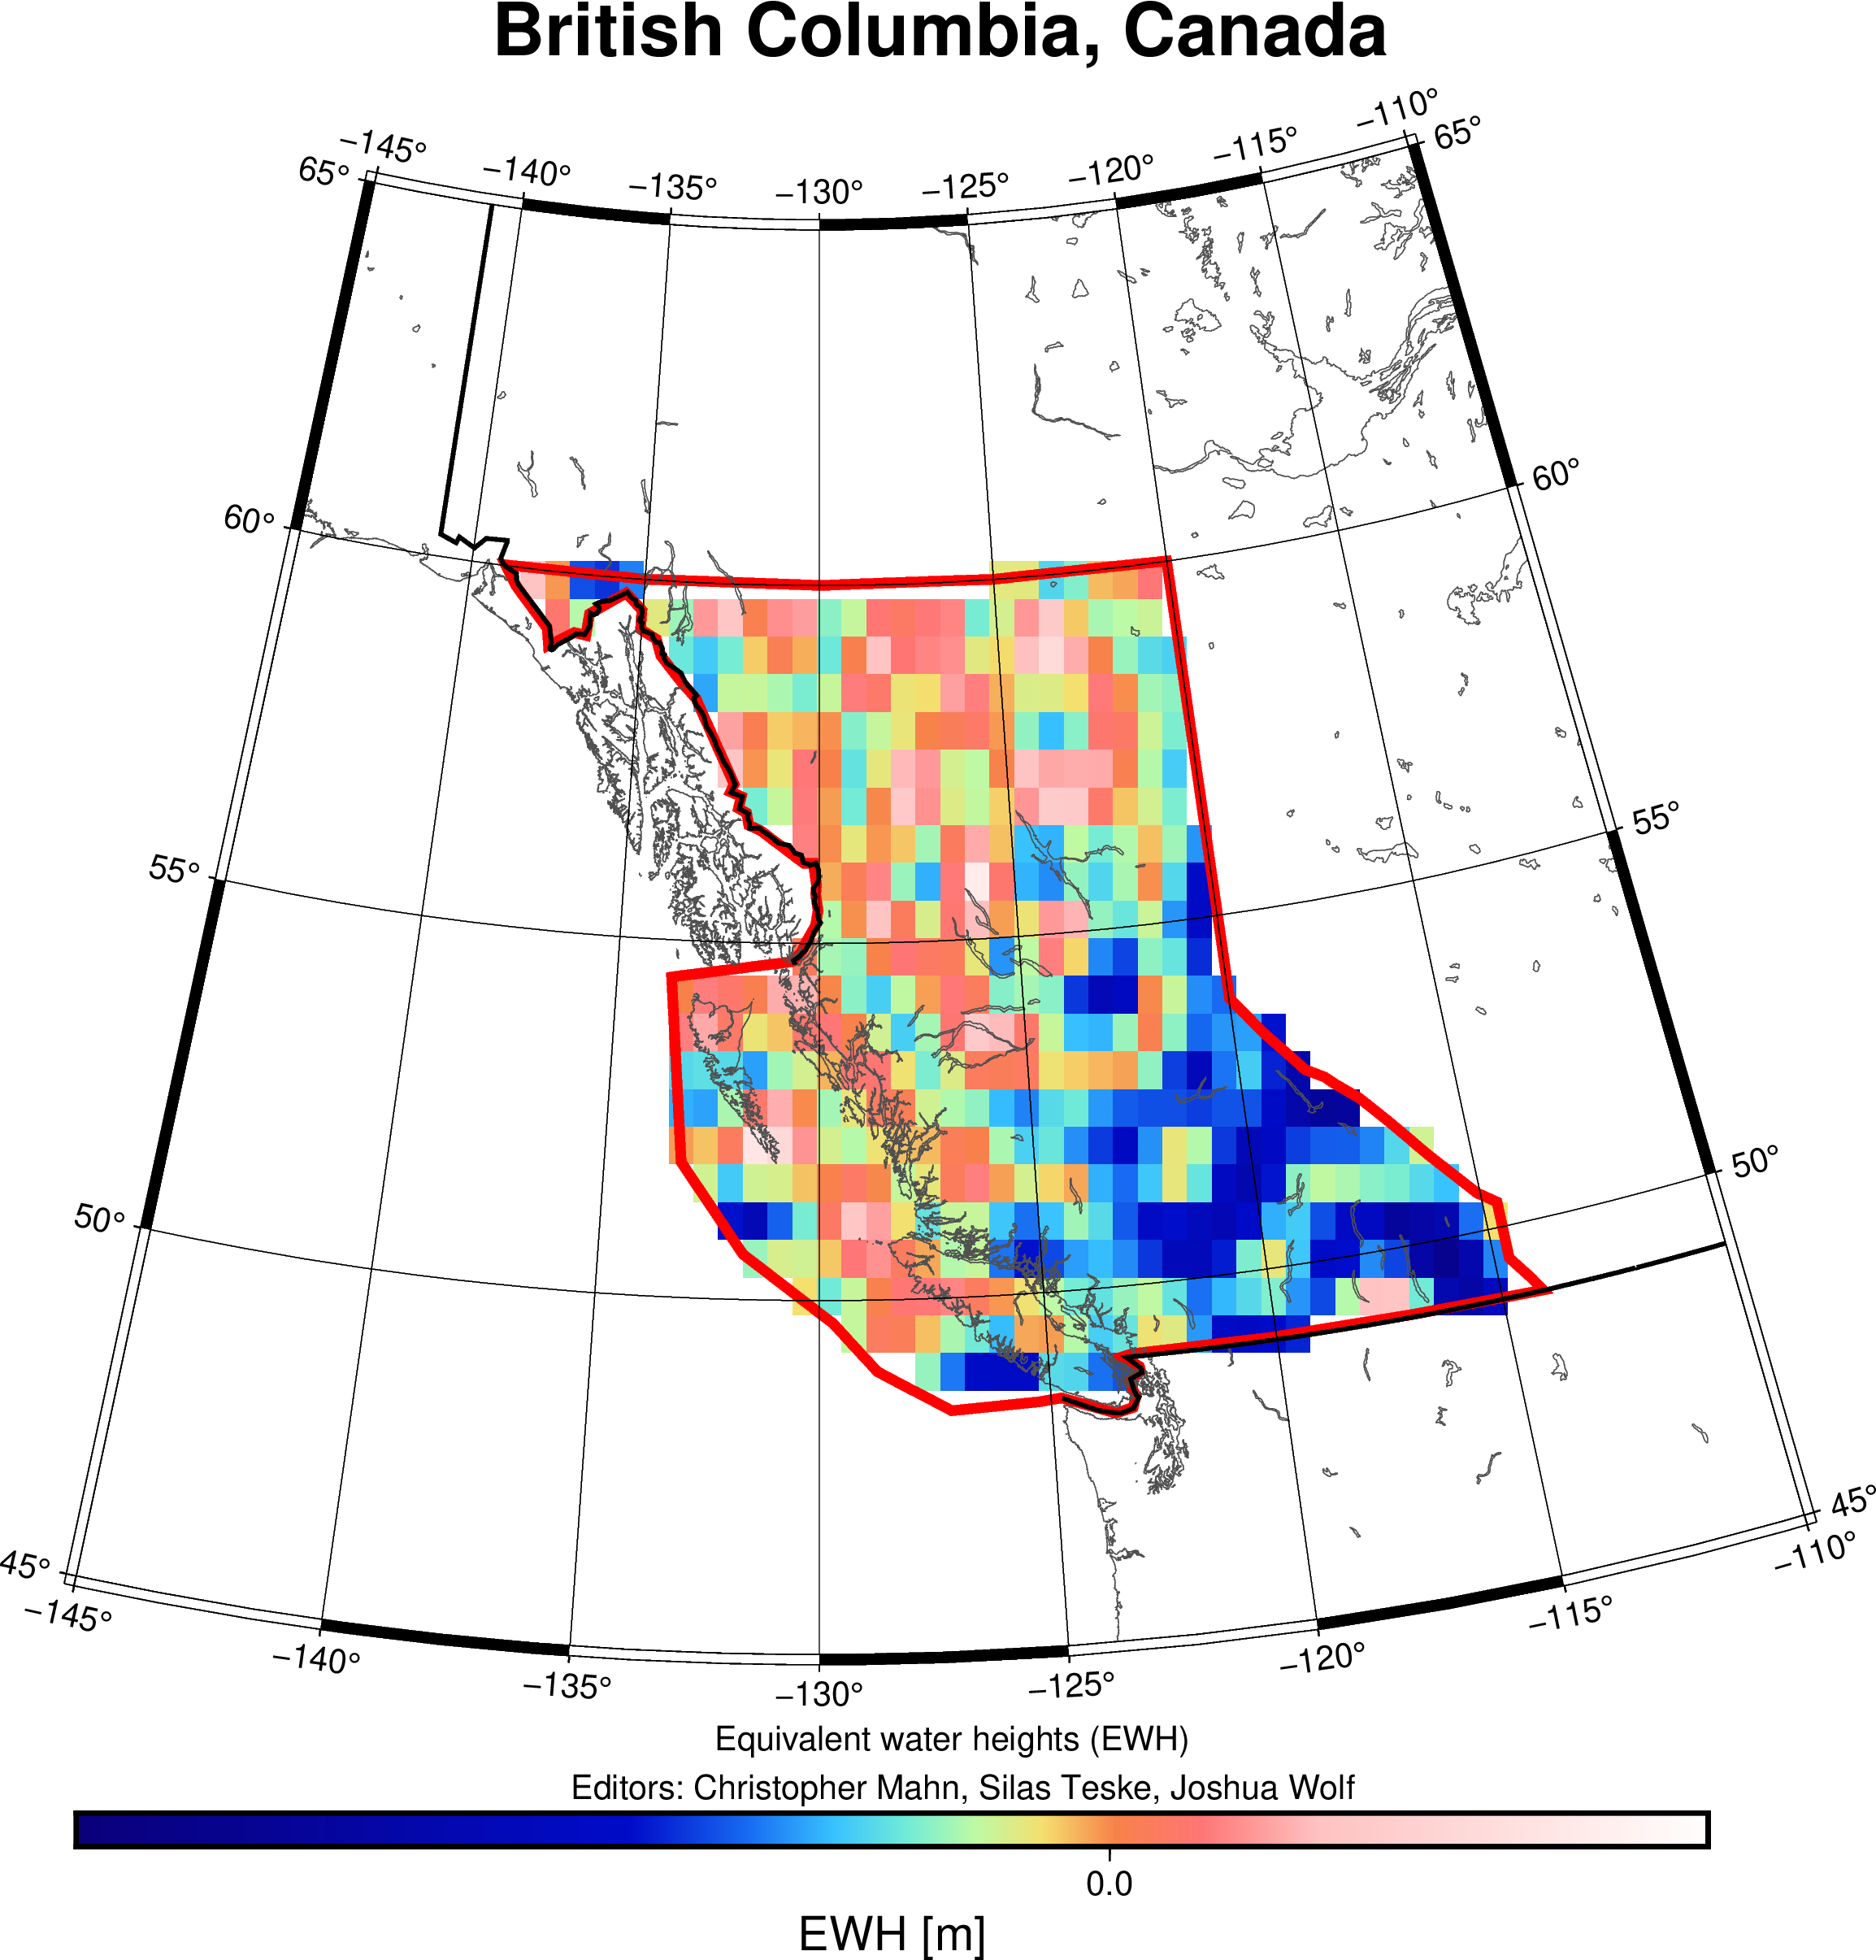 British Columbia, Canada
−145° −140° −135° −130° −125° −120° −115° −110°
65° 65°
60° 60°
55° 55°
50° 50°
45° 45°
−145° −140° −135° −130° −125° −120° −115° −110°
Equivalent water heights (EWH)
Editors: Christopher Mahn, Silas Teske, Joshua Wolf
0.0
EWH [m]